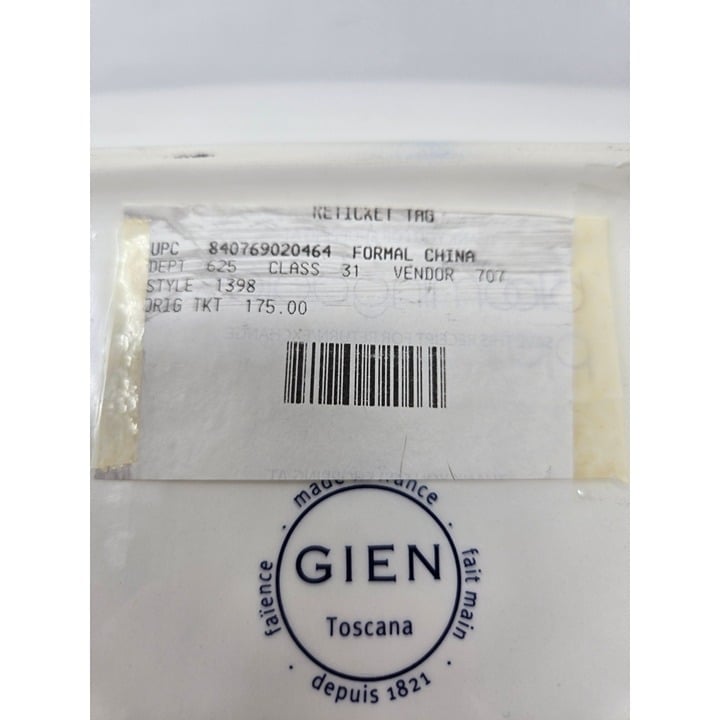 RETICKET TAG
UPC 840769020464 FORMAL CHINA
DEPT 625 CLASS 31 VENDOR 707
STYLE 1398
ORIG TKT 175.00
made France
GIEN
Toscana
faïence
fait main
depuis 1821